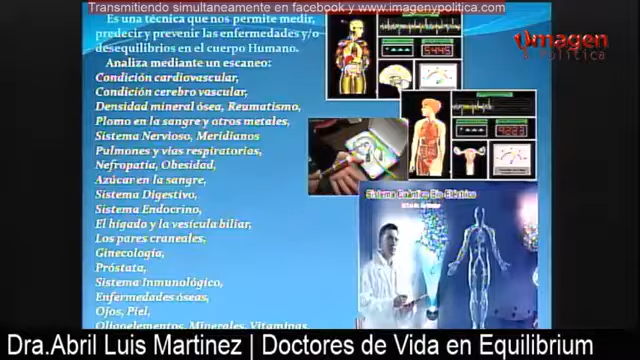 Transmitiendo simultaneamente en facebook y www.imagenypolitica.com
Es una técnica que nos permite medir,
predecir y prevenir las enfermedades y/o
desequilibrios en el cuerpo Humano.
Analiza mediante un escaneo:
Condición cardiovascular,
Condición cerebro vascular,
Densidad mineral ósea, Reumatismo,
Plomo en la sangre y otros metales,
Sistema Nervioso, Meridianos
Pulmones y vías respiratorias,
Nefropatía, Obesidad,
Azúcar en la sangre,
Sistema Digestivo,
Sistema Endocrino,
El hígado y la vesícula biliar,
Los pares craneales,
Ginecología,
Próstata,
Sistema Inmunológico,
Enfermedades óseas,
Ojos, Piel,
Oligoelementos, Minerales, Vitaminas,
imagen
POLITICA
Sistema Cuántico Bio-Eléctrico
Dra.Abril Luis Martinez | Doctores de Vida en Equilibrium